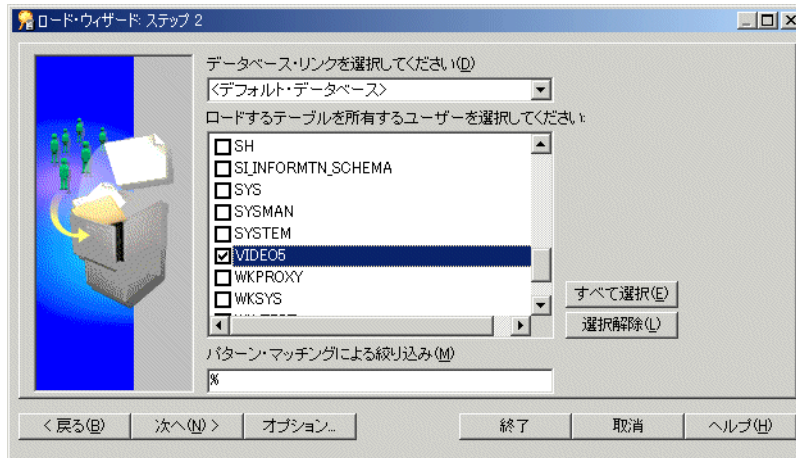 ロード・ウィザード: ステップ 2
データベース・リンクを選択してください(D)
<デフォルト・データベース>
ロードするテーブルを所有するユーザーを選択してください:
SH
SI_INFORMTN_SCHEMA
SYS
SYSMAN
SYSTEM
VIDEO5
WKPROXY
WKSYS
すべて選択(E)
選択解除(L)
パターン・マッチングによる絞り込み(M)
%
< 戻る(B)
次へ(N) >
オプション...
終了
取消
ヘルプ(H)